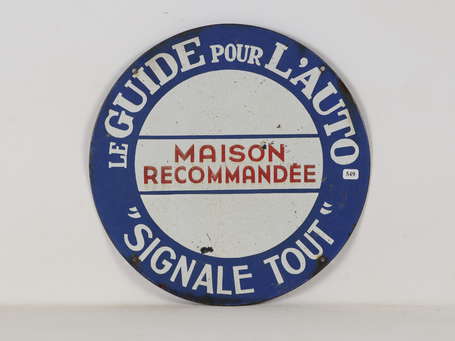 LE GUIDE POUR L'AUTO
549
MAISON
RECOMMANDÉE
"SIGNALE TOUT"